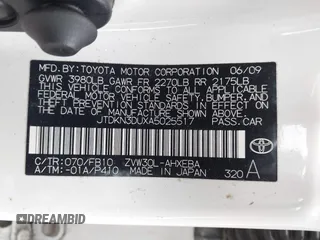 MFD. BY: TOYOTA MOTOR CORPORATION 06/09
GVWR 3980LB GAWR FR 2270LB RR 2175LB
THIS VEHICLE CONFORMS TO ALL APPLICABLE FEDERAL MOTOR
VEHICLE SAFETY, BUMPER, AND THEFT PREVENTION STANDARDS
IN EFFECT ON THE DATE OF MANUFACTURE SHOWN ABOVE.
JTDKN3DUXA5025517 PASS.CAR
C/TR: 070/FB10 ZVW30L-AHXEBA
A/TM: -01A/P410 MADE IN JAPAN 320 A
DREAMBID